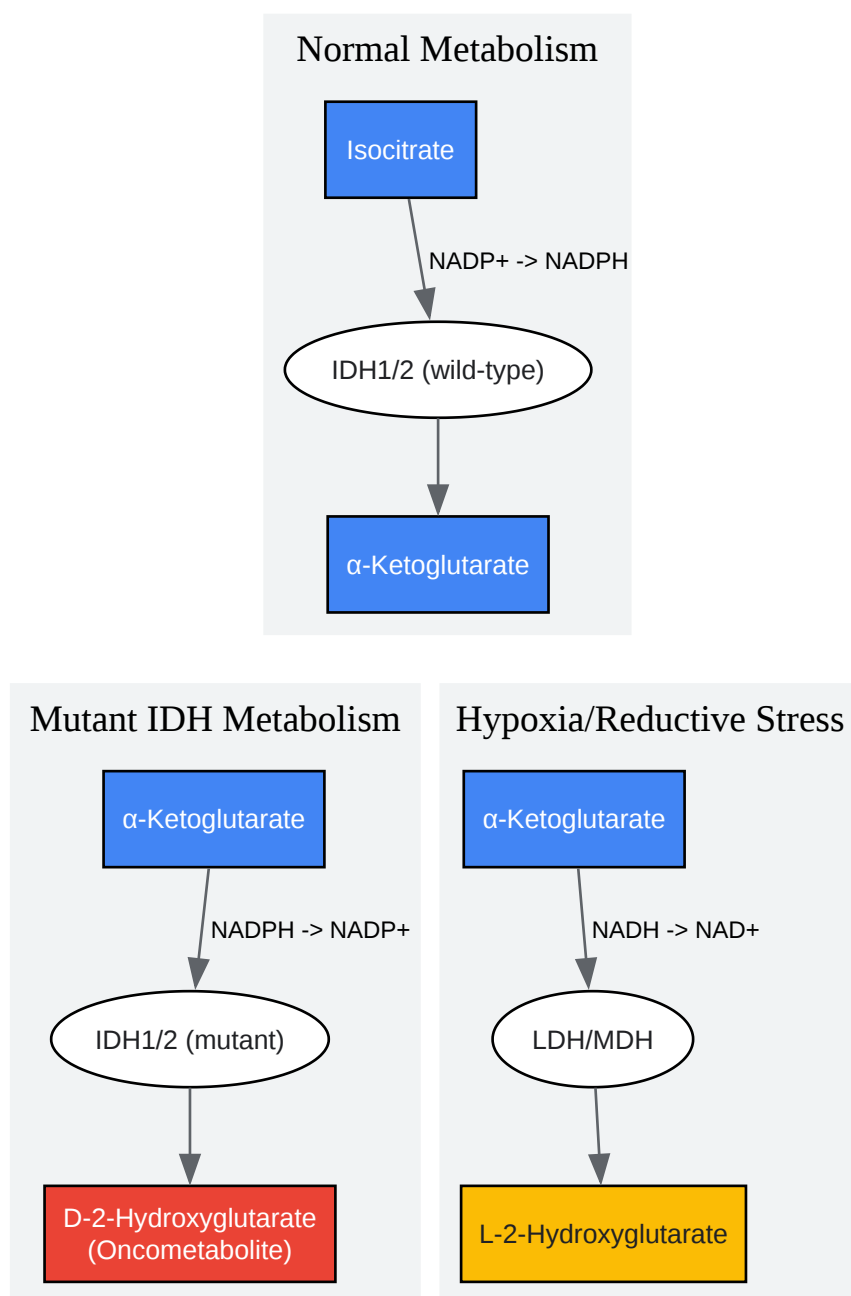 Normal Metabolism
Isocitrate
NADP+ -> NADPH
IDH1/2 (wild-type)
α-Ketoglutarate
Mutant IDH Metabolism
α-Ketoglutarate
NADPH -> NADP+
IDH1/2 (mutant)
D-2-Hydroxyglutarate
(Oncometabolite)
Hypoxia/Reductive Stress
α-Ketoglutarate
NADH -> NAD+
LDH/MDH
L-2-Hydroxyglutarate